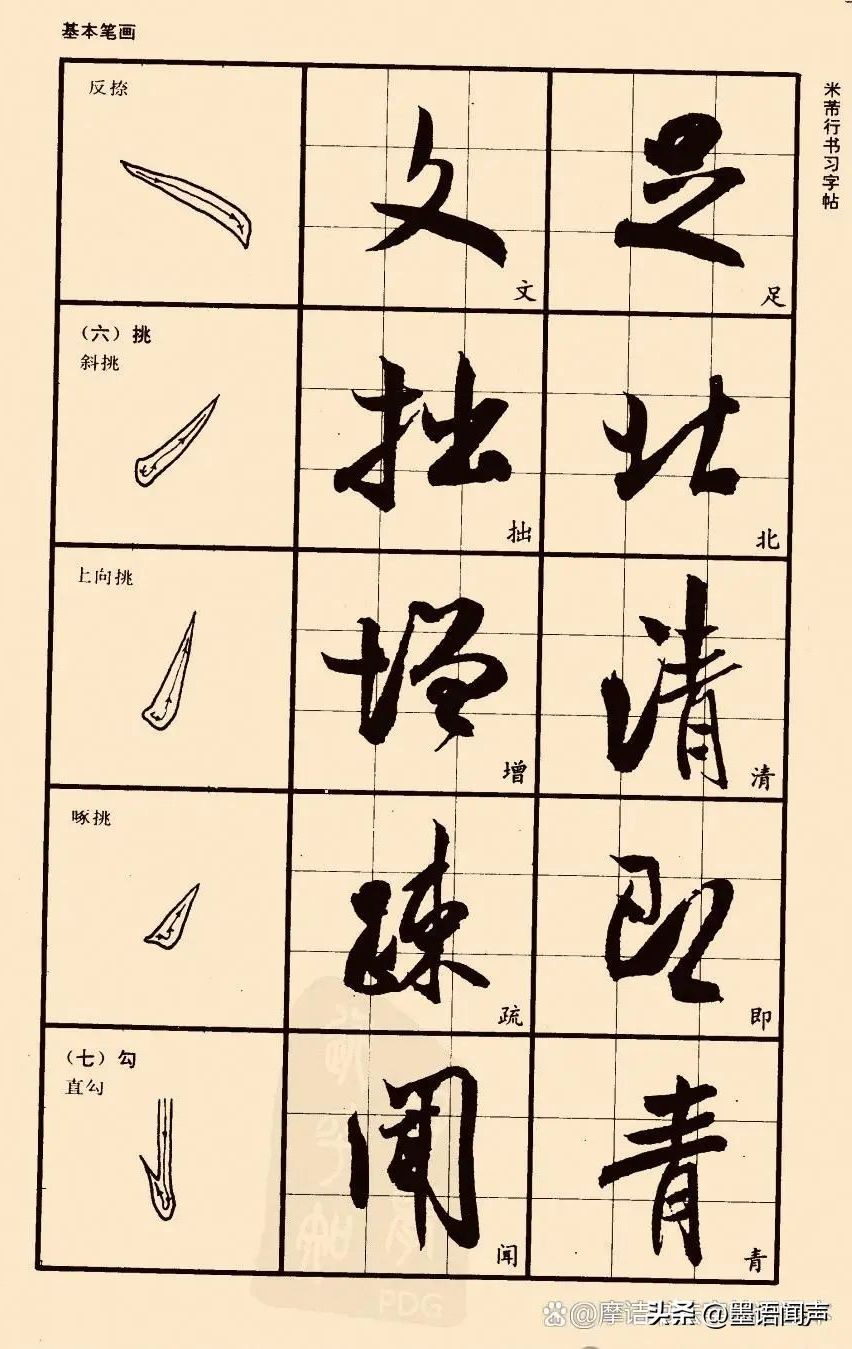 基本笔画
米芾行书习字帖
反捺
文 文
足 足
（六）挑
斜挑
拙 拙
北 北
上向挑
增 增
清 清
啄挑
疏 疏
即 即
（七）勾
直勾
闻 闻
青 青
PDG
头条 @墨语闻声